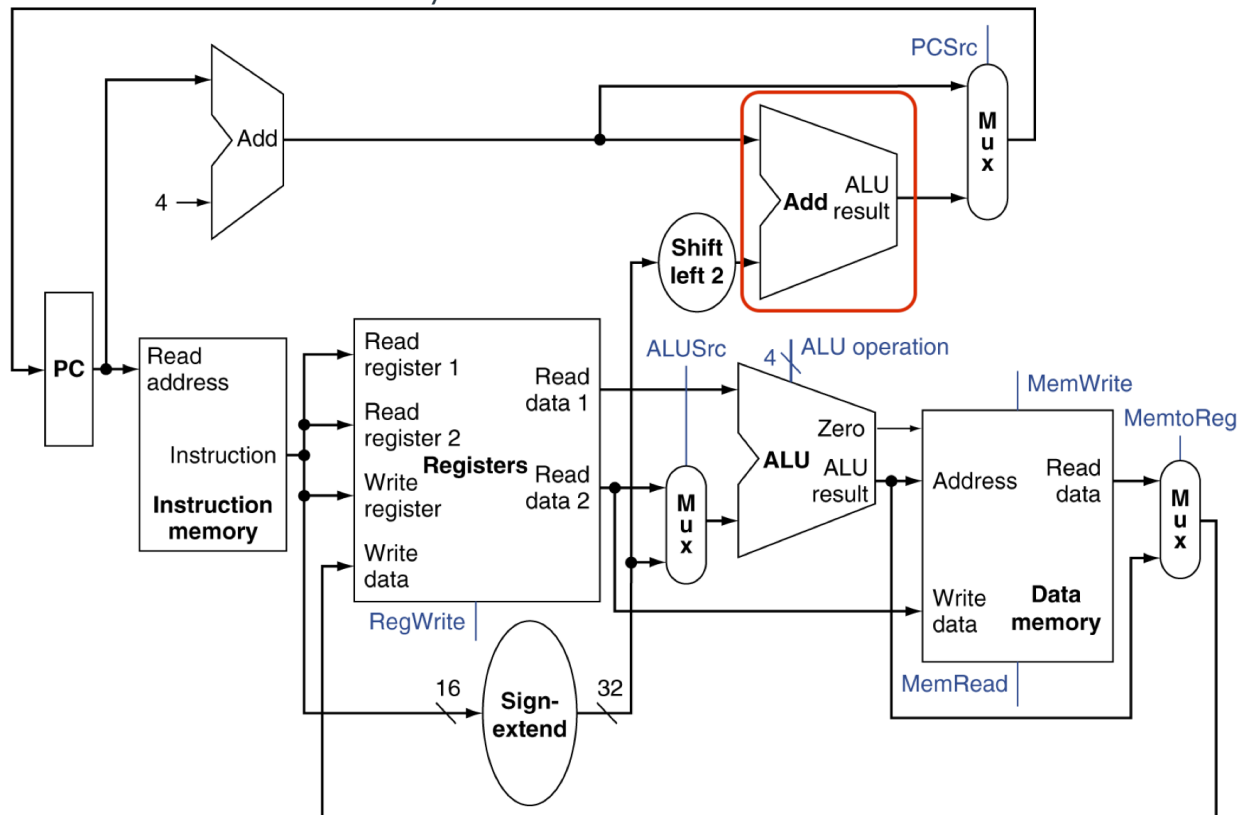 PCSrc
Add
4
M
u
x
Add
ALU
result
Shift
left 2
PC
Read
address
Instruction
Instruction
memory
Read
register 1
Read
register 2
Write
register
Write
data
Registers
Read
data 1
Read
data 2
RegWrite
ALUSrc
M
u
x
4
ALU operation
Zero
ALU
ALU
result
MemWrite
Address
Read
data
Write
data
Data
memory
MemRead
MemtoReg
M
u
x
16
Sign-
extend
32